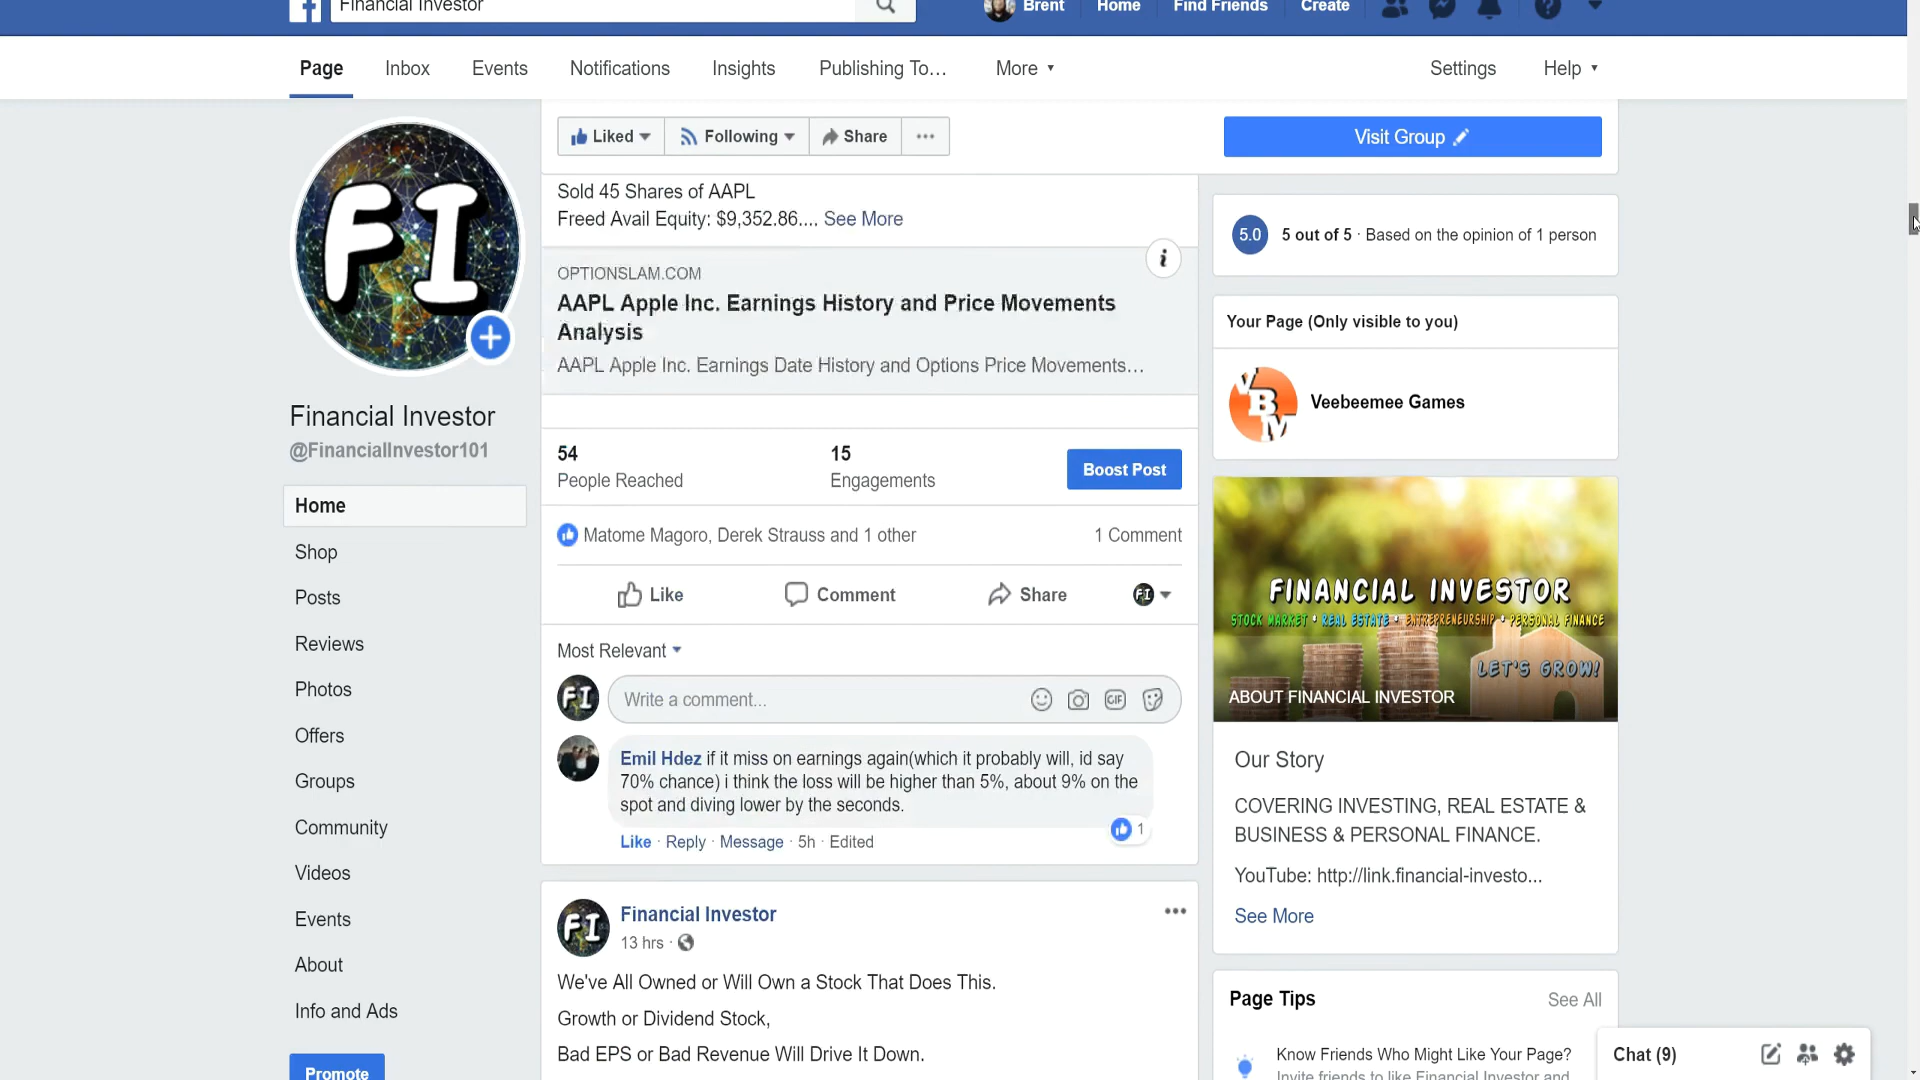 Financial Investor
Brent
Home
Find Friends
Create
Page
Inbox
Events
Notifications
Insights
Publishing To...
More
Settings
Help
Liked
Following
Share
Visit Group
FI
Financial Investor
@FinancialInvestor101
Home
Shop
Posts
Reviews
Photos
Offers
Groups
Community
Videos
Events
About
Info and Ads
Promote
Sold 45 Shares of AAPL
Freed Avail Equity: $9,352.86.... See More
OPTIONSLAM.COM
i
AAPL Apple Inc. Earnings History and Price Movements
Analysis
AAPL Apple Inc. Earnings Date History and Options Price Movements...
54
People Reached
15
Engagements
Boost Post
Matome Magoro, Derek Strauss and 1 other
1 Comment
Like
Comment
Share
FI
Most Relevant
FI
Write a comment...
GIF
Emil Hdez if it miss on earnings again(which it probably will, id say
70% chance) i think the loss will be higher than 5%, about 9% on the
spot and diving lower by the seconds.
1
Like · Reply · Message · 5h · Edited
FI
Financial Investor
13 hrs ·
We've All Owned or Will Own a Stock That Does This.
Growth or Dividend Stock,
Bad EPS or Bad Revenue Will Drive It Down.
5.0
5 out of 5 · Based on the opinion of 1 person
Your Page (Only visible to you)
VBM
Veebeemee Games
FINANCIAL INVESTOR
STOCK MARKET * REAL ESTATE * ENTREPRENEURSHIP * PERSONAL FINANCE
LET'S GROW!
ABOUT FINANCIAL INVESTOR
Our Story
COVERING INVESTING, REAL ESTATE &
BUSINESS & PERSONAL FINANCE.
YouTube: http://link.financial-investo...
See More
Page Tips
See All
Know Friends Who Might Like Your Page?
Invite friends to like Financial Investor and
Chat (9)